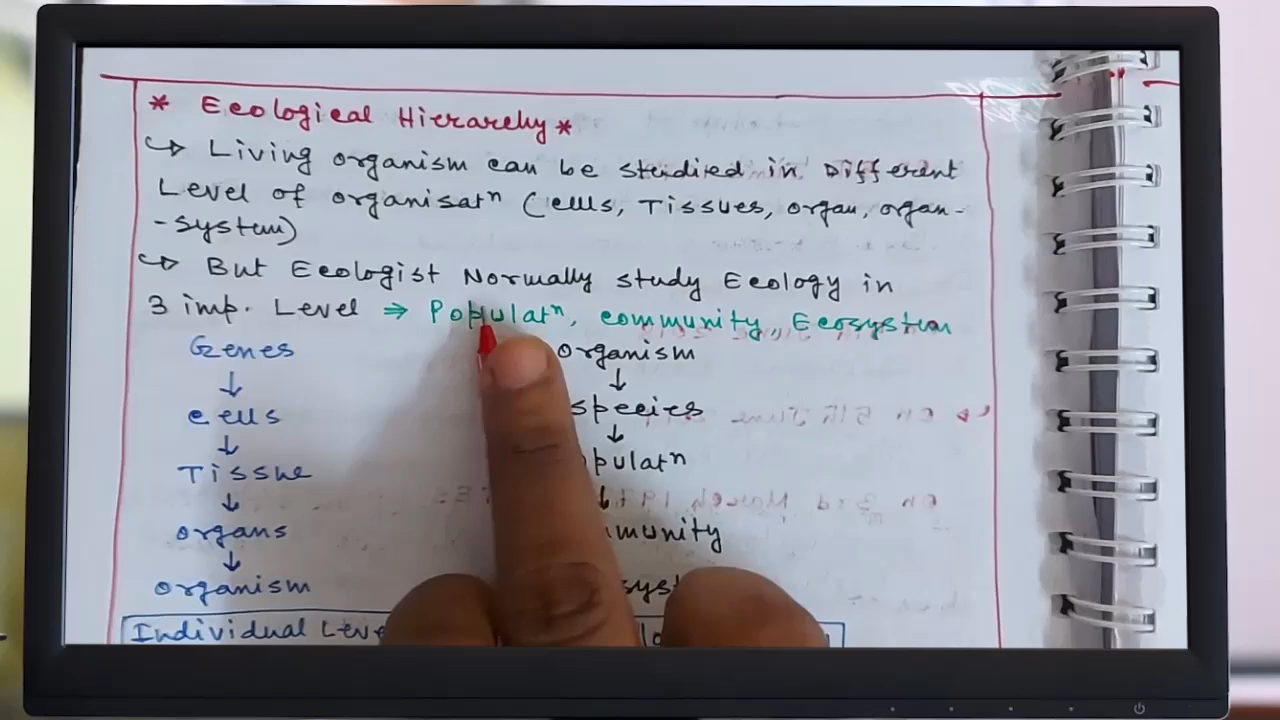 * Ecological Hierarchy *
↳ Living organism can be studied in Different
Level of organisatⁿ (cells, Tissues, organ, organ-
-system)
↳ But Ecologist Normally study Ecology in
3 imp. Level ⇒ Populatⁿ, community, Ecosystem
Genes
↓
cells
↓
Tissue
↓
organs
↓
organism
Individual Leve
organism
↓
species
↓
pulatⁿ
↓
munity
syst